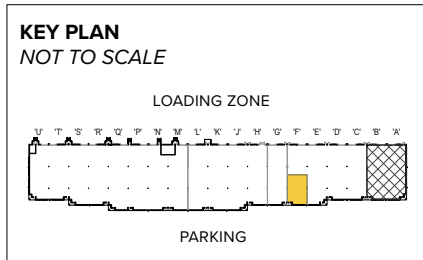 KEY PLAN
NOT TO SCALE
LOADING ZONE
'U' 'T' 'S' 'R' 'Q' 'P' 'N' 'M' 'L' 'K' 'J' 'H' 'G' 'F' 'E' 'D' 'C' 'B' 'A'
PARKING